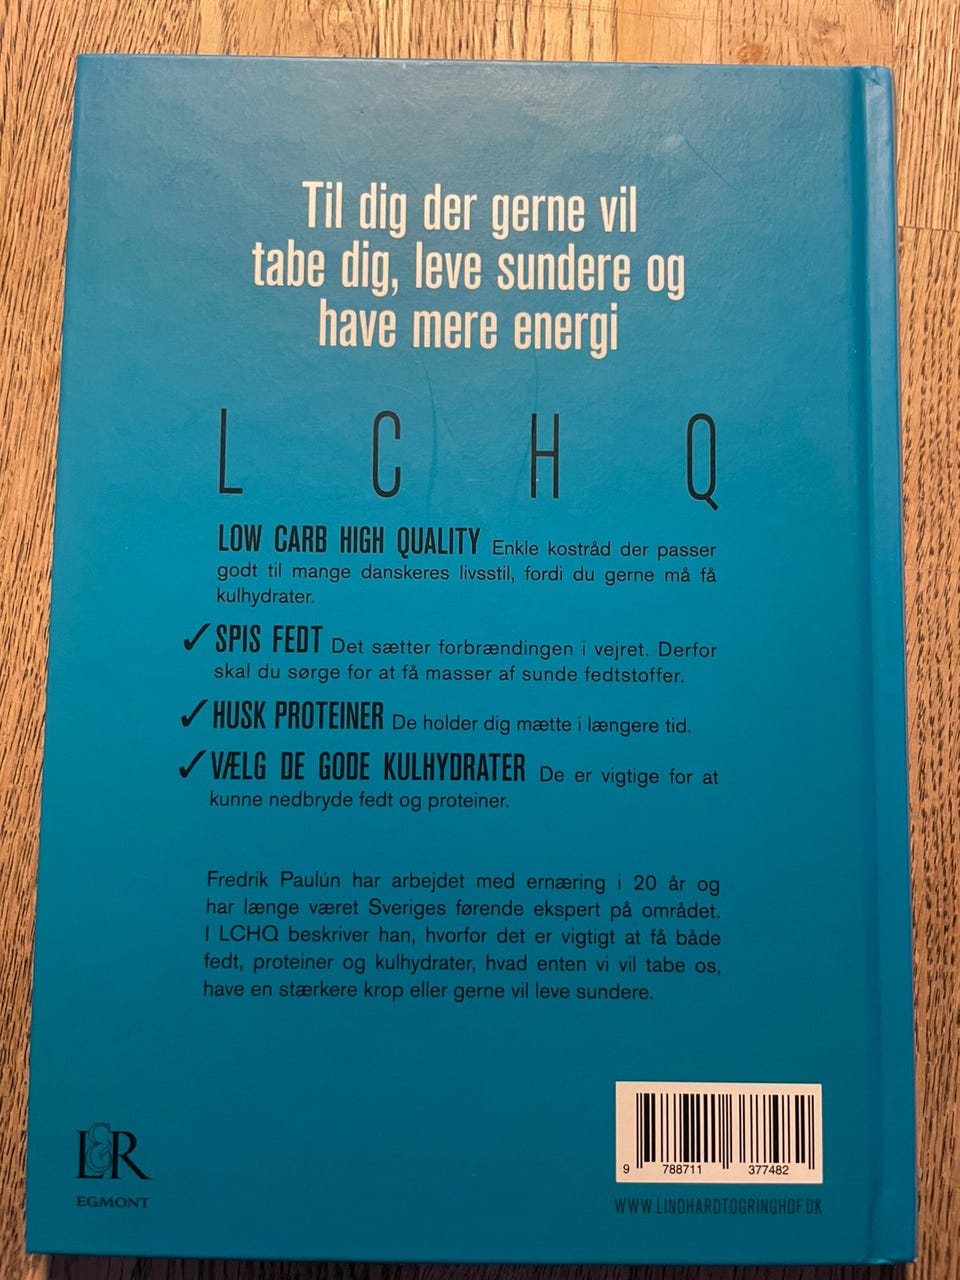 Til dig der gerne vil
tabe dig, leve sundere og
have mere energi
L C H Q
LOW CARB HIGH QUALITY Enkle kostråd der passer
godt til mange danskeres livsstil, fordi du gerne må få
kulhydrater.
✓ SPIS FEDT Det sætter forbrændingen i vejret. Derfor
skal du sørge for at få masser af sunde fedtstoffer.
✓ HUSK PROTEINER De holder dig mætte i længere tid.
✓ VÆLG DE GODE KULHYDRATER De er vigtige for at
kunne nedbryde fedt og proteiner.
Fredrik Paulún har arbejdet med ernæring i 20 år og
har længe været Sveriges førende ekspert på området.
I LCHQ beskriver han, hvorfor det er vigtigt at få både
fedt, proteiner og kulhydrater, hvad enten vi vil tabe os,
have en stærkere krop eller gerne vil leve sundere.
L&R
EGMONT
9 788711 377482
WWW.LINDHARDTOGRINGHOF.DK